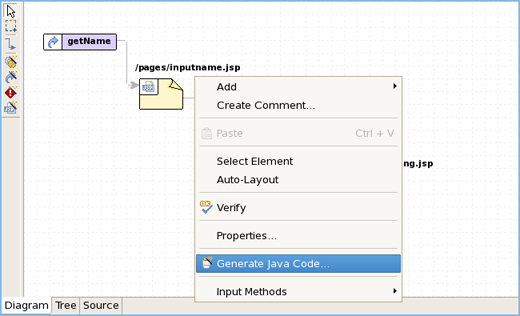 getName
/pages/inputname.jsp
Add
Create Comment...
Paste Ctrl + V
Select Element
ng.jsp
Auto-Layout
Verify
Properties...
Generate Java Code...
Input Methods
Diagram Tree Source